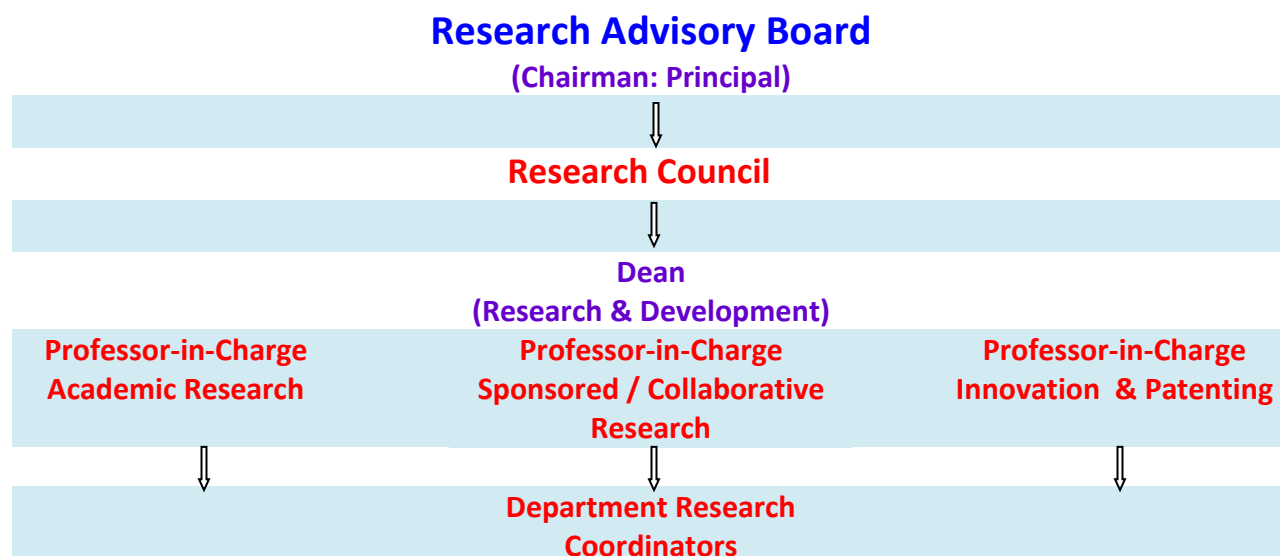 Research Advisory Board
(Chairman: Principal)
Research Council
Dean
(Research & Development)
Professor-in-Charge
Academic Research
Professor-in-Charge
Sponsored / Collaborative
Research
Professor-in-Charge
Innovation & Patenting
Department Research
Coordinators